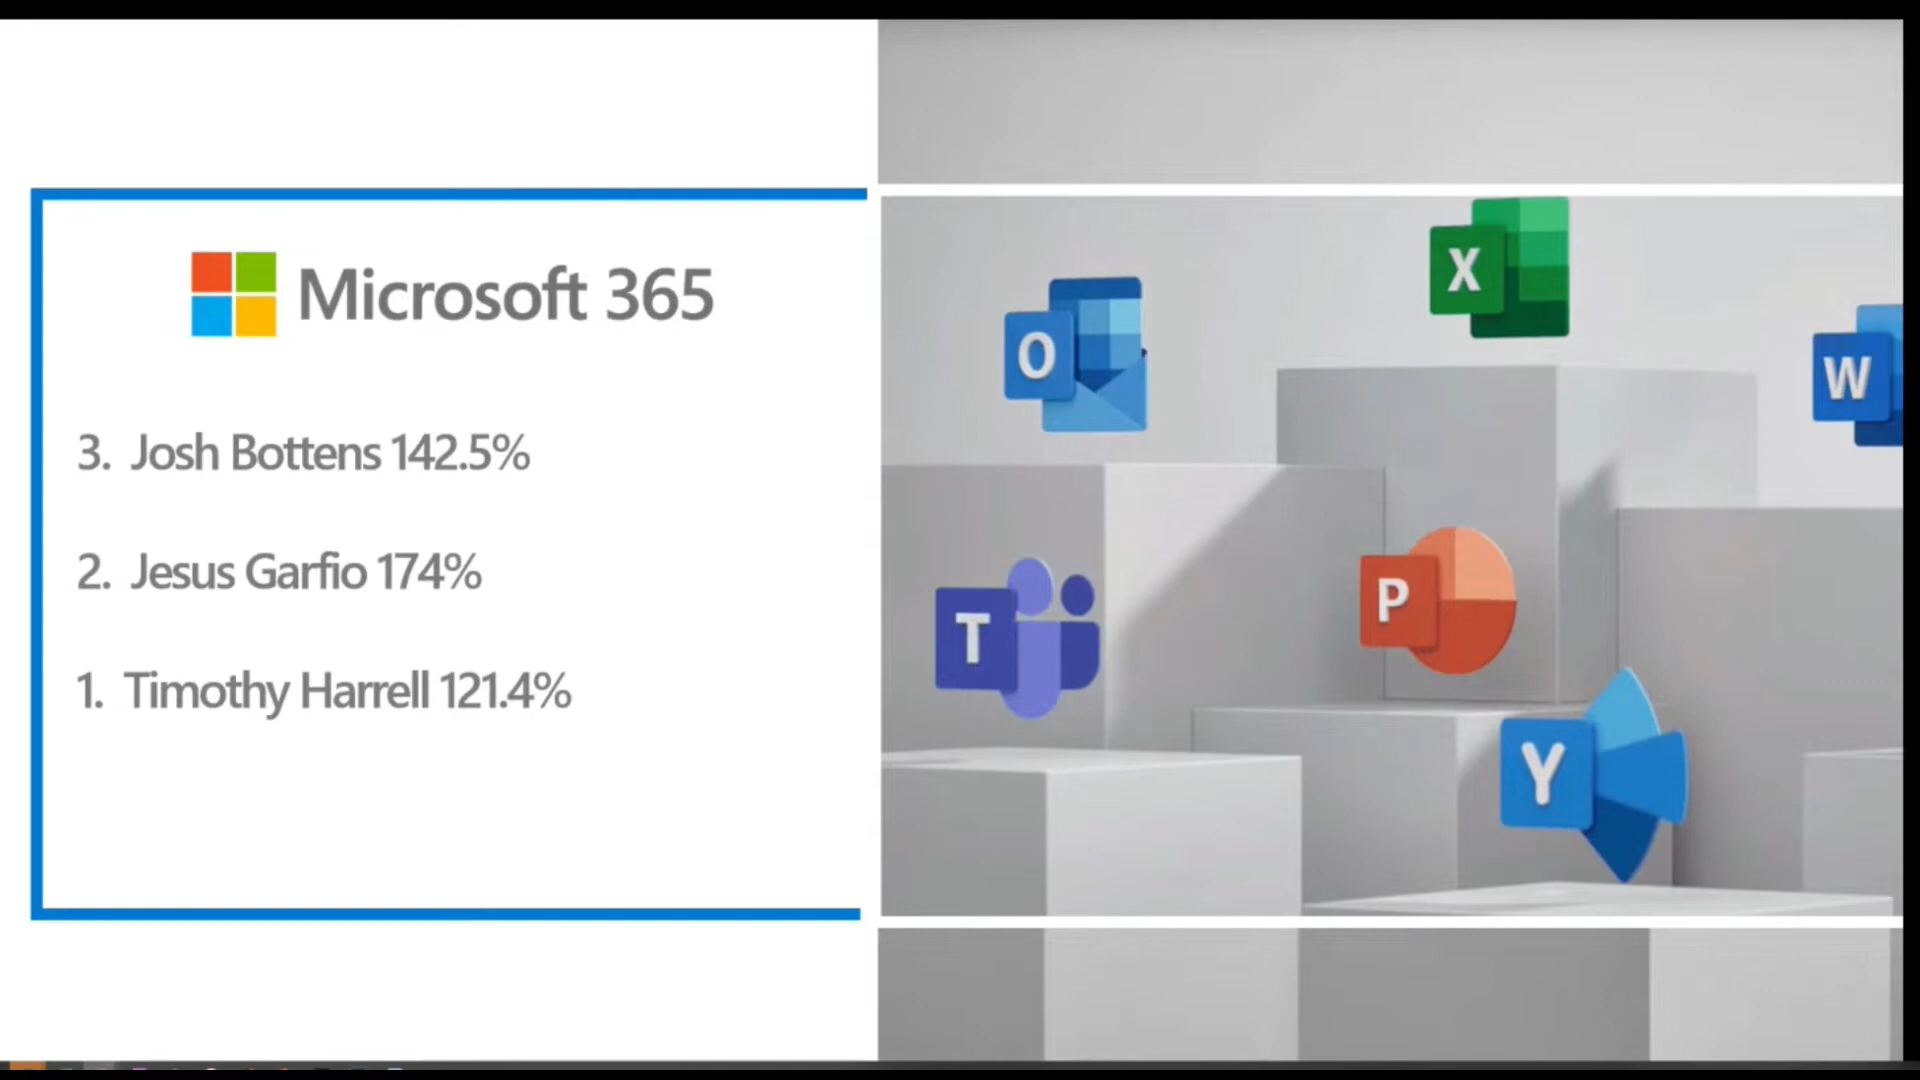 Microsoft 365
3. Josh Bottens 142.5%
2. Jesus Garfio 174%
1. Timothy Harrell 121.4%
O
X
W
T
P
Y